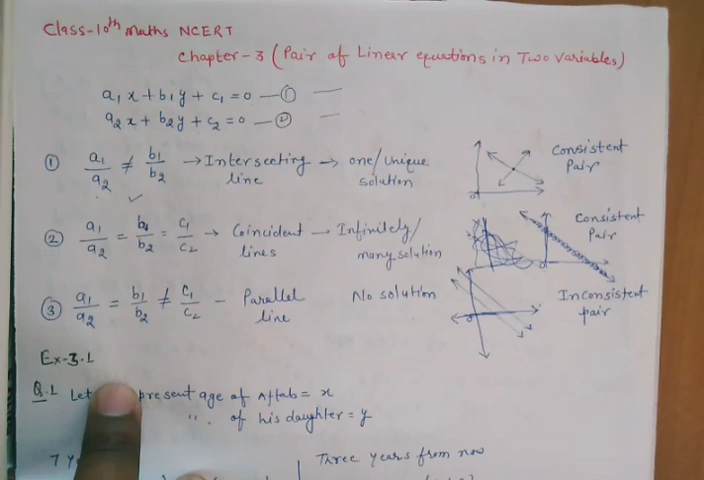 Class-10th Maths NCERT
Chapter-3 (Pair of Linear equations in Two Variables)
a₁x + b₁y + c₁ = 0 — ①
a₂x + b₂y + c₂ = 0 — ②
① a₁/a₂ ≠ b₁/b₂ → Intersecting line → one/unique solution Consistent Pair
② a₁/a₂ = b₁/b₂ = c₁/c₂ → Coincident lines → Infinitely/many solution Consistent Pair
③ a₁/a₂ = b₁/b₂ ≠ c₁/c₂ - Parallel line No solution Inconsistent pair
Ex-3.1
Q.1 Let present age of Aftab = x
" . of his daughter = y
7 Three years from now